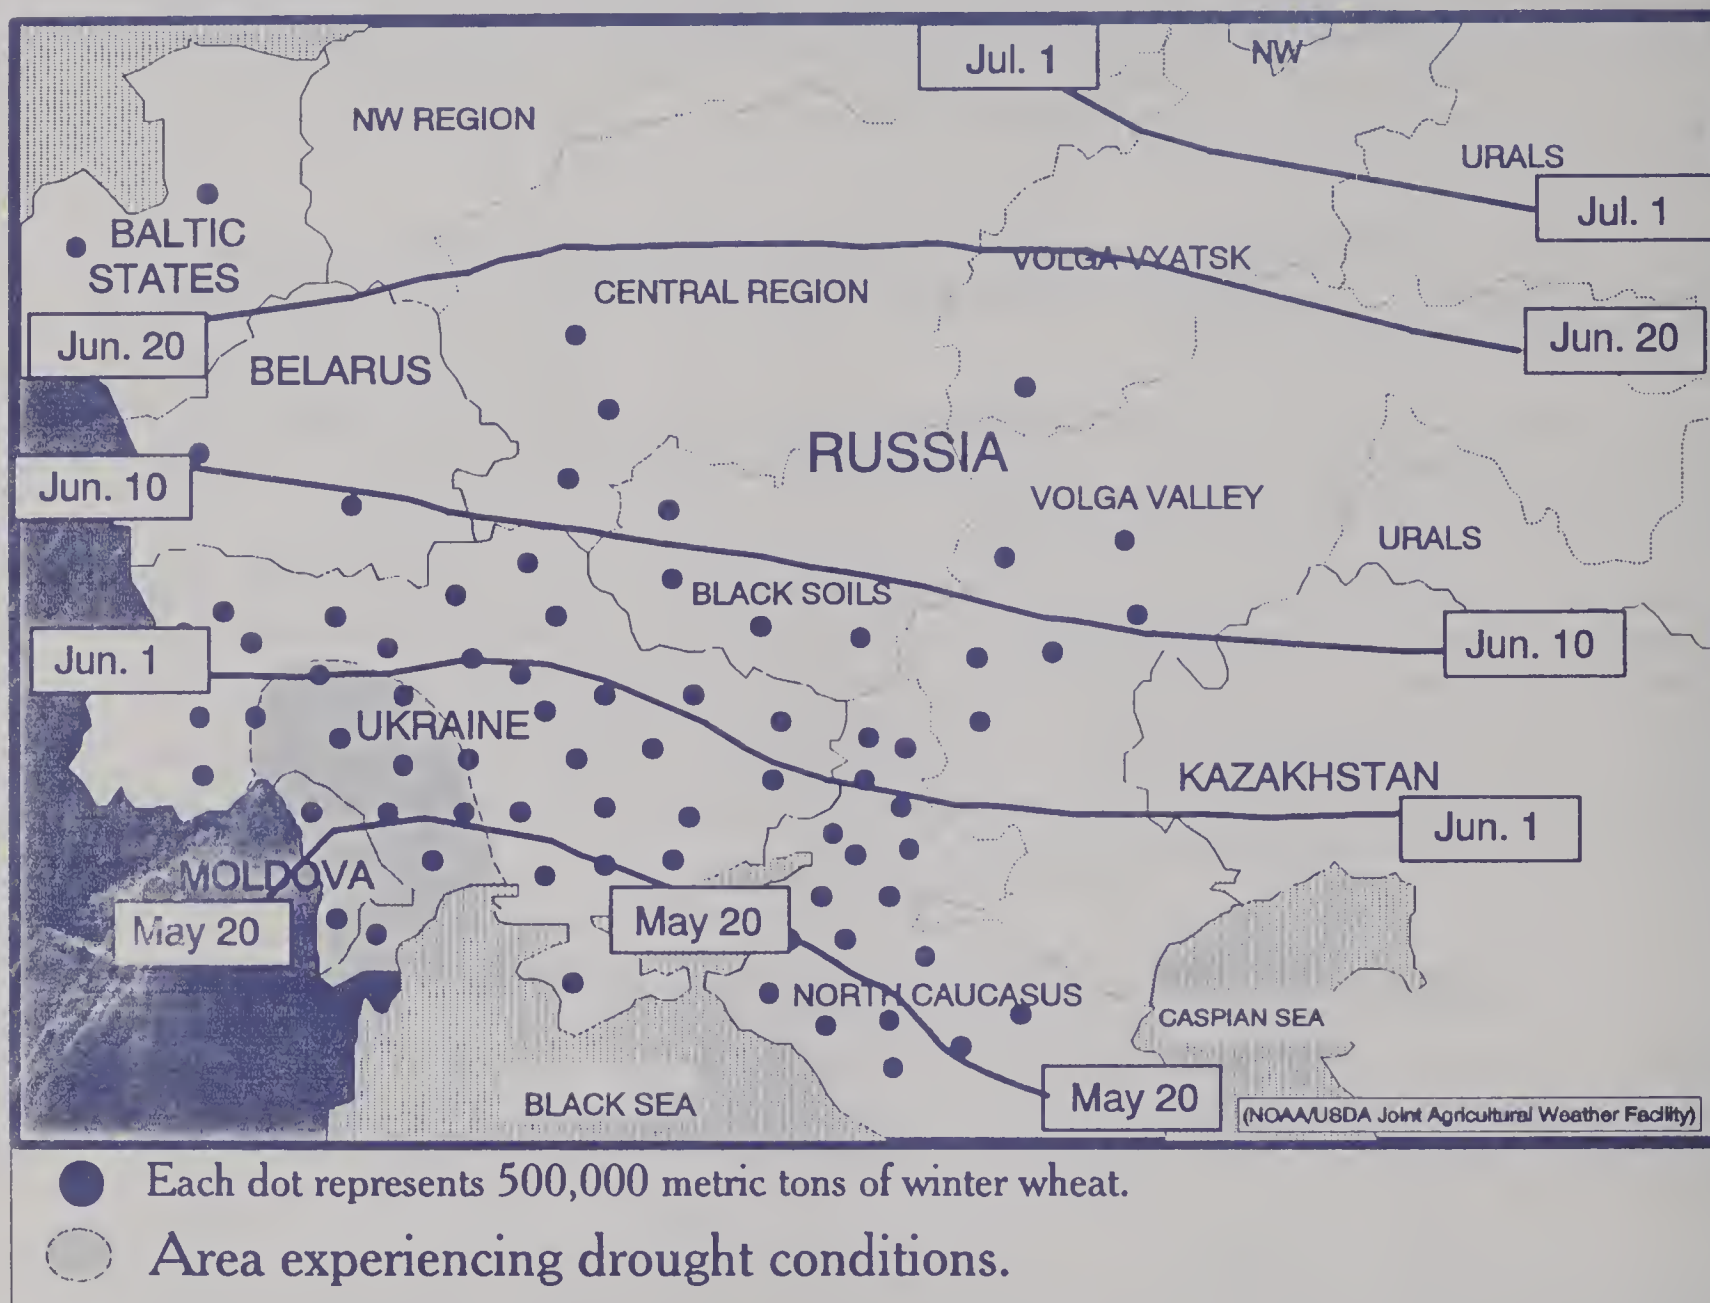 Jul. 1
NW
NW REGION
URALS
Jul. 1
BALTIC
STATES
VOLGA VYATSK
CENTRAL REGION
Jun. 20
Jun. 20
BELARUS
RUSSIA
Jun. 10
VOLGA VALLEY
URALS
BLACK SOILS
Jun. 1
Jun. 10
UKRAINE
KAZAKHSTAN
Jun. 1
MOLDOVA
May 20
May 20
NORTH CAUCASUS
CASPIAN SEA
BLACK SEA
May 20
(NOAA/USDA Joint Agricultural Weather Facility)
Each dot represents 500,000 metric tons of winter wheat.
Area experiencing drought conditions.